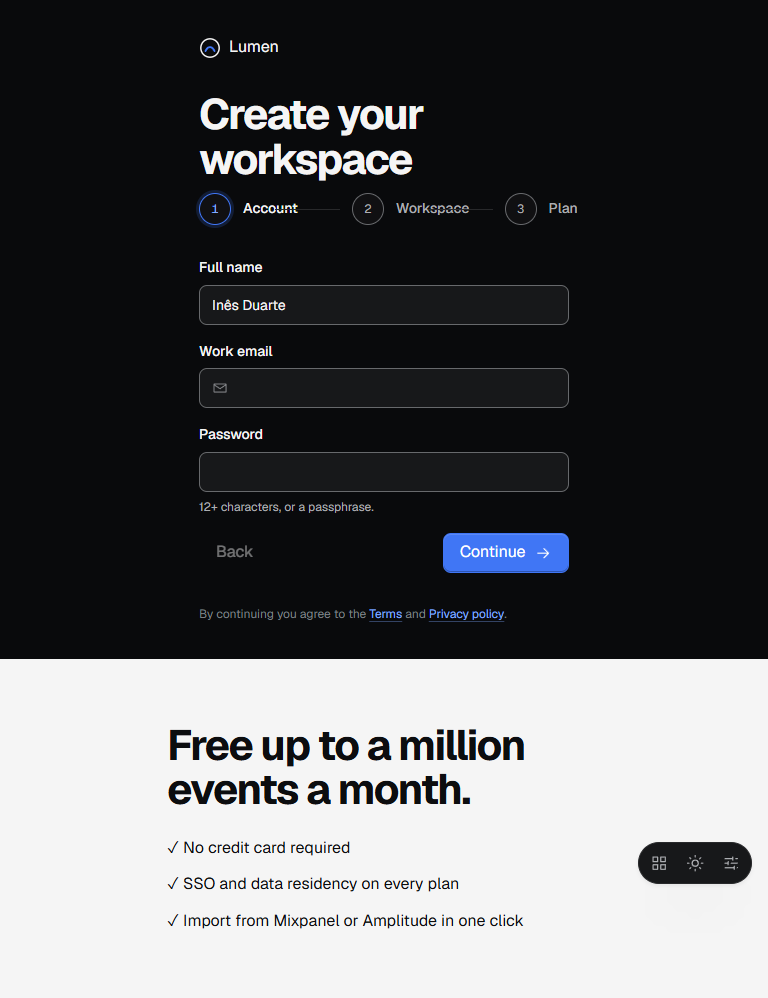 Lumen
Create your
workspace
1 Account 2 Workspace 3 Plan
Full name
Inês Duarte
Work email
Password
12+ characters, or a passphrase.
Back Continue →
By continuing you agree to the Terms and Privacy policy.
Free up to a million
events a month.
✓ No credit card required
✓ SSO and data residency on every plan
✓ Import from Mixpanel or Amplitude in one click